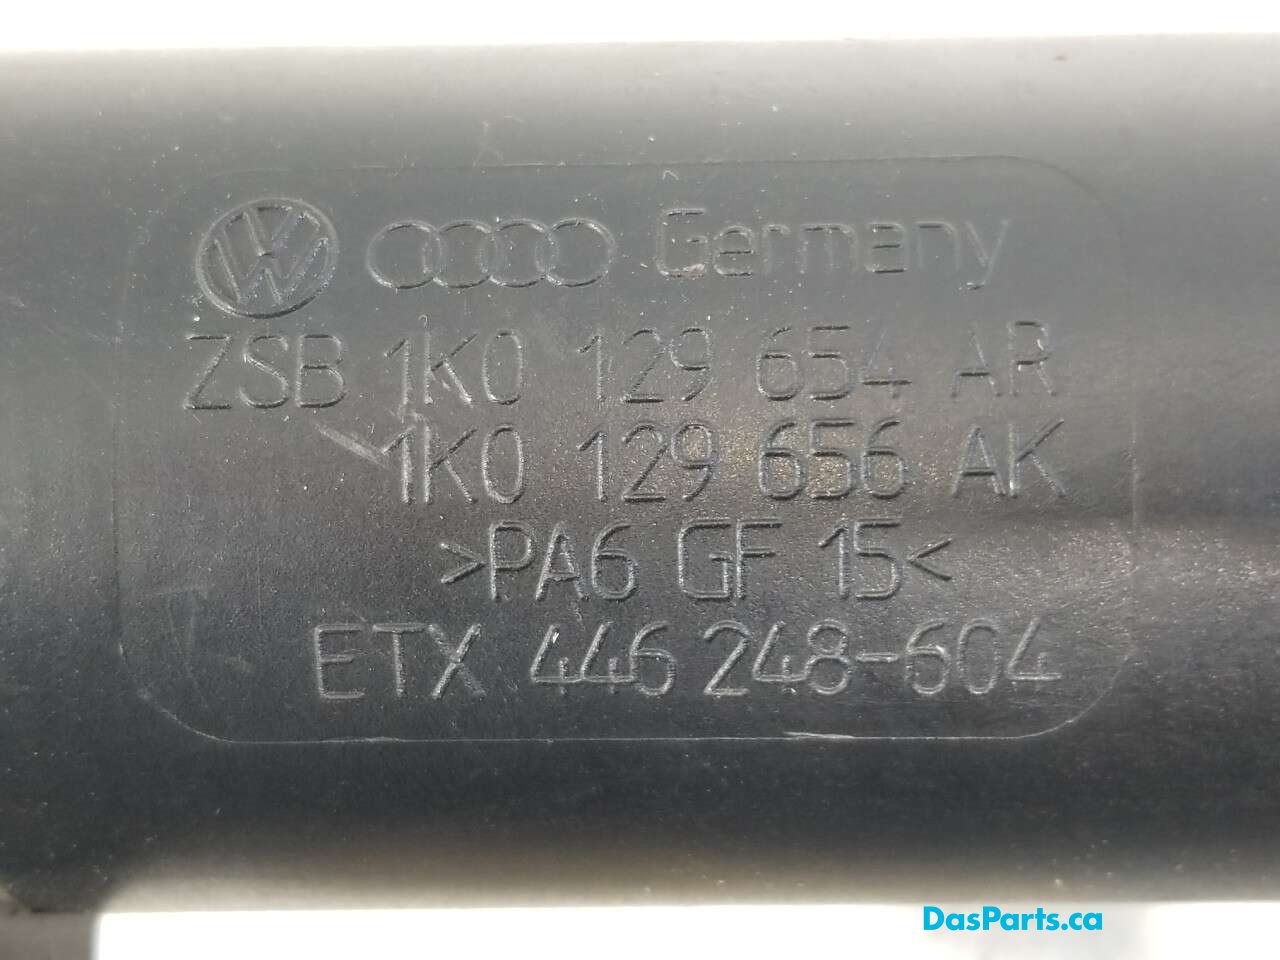 Germany
ZSB 1K0 129 654 AR
1K0 129 656 AK
>PA6 GF 15<
ETX 446 248-604
DasParts.ca